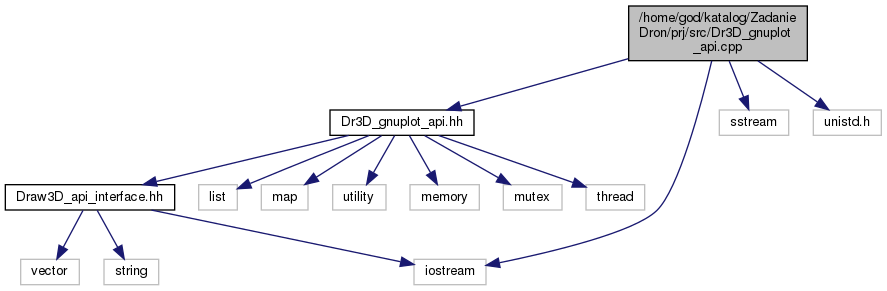 /home/god/katalog/Zadanie
Dron/prj/src/Dr3D_gnuplot
_api.cpp
Dr3D_gnuplot_api.hh
sstream
unistd.h
Draw3D_api_interface.hh
list
map
utility
memory
mutex
thread
vector
string
iostream